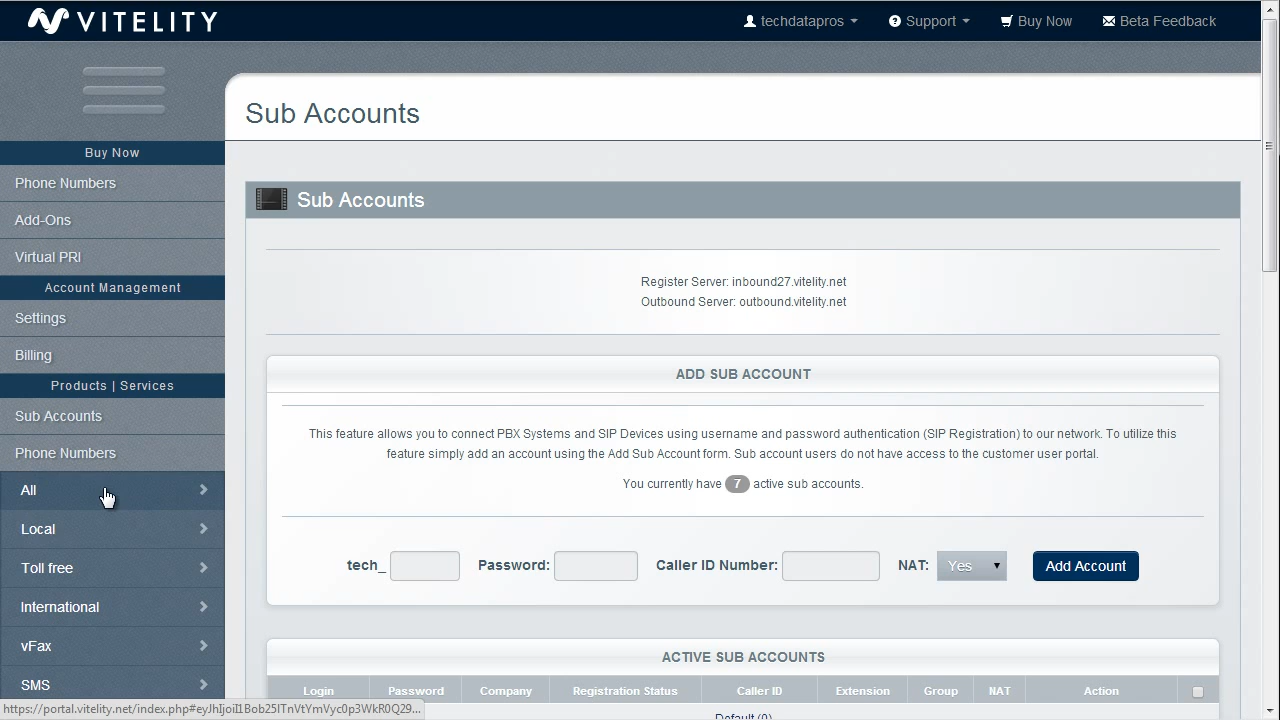 VITELITY
techdatapros
Support
Buy Now
Beta Feedback
Sub Accounts
Buy Now
Phone Numbers
Add-Ons
Virtual PRI
Account Management
Settings
Billing
Products | Services
Sub Accounts
Phone Numbers
All
Local
Toll free
International
vFax
SMS
Sub Accounts
Register Server: inbound27.vitelity.net
Outbound Server: outbound.vitelity.net
ADD SUB ACCOUNT
This feature allows you to connect PBX Systems and SIP Devices using username and password authentication (SIP Registration) to our network. To utilize this
feature simply add an account using the Add Sub Account form. Sub account users do not have access to the customer user portal.
You currently have 7 active sub accounts.
tech_ Password: Caller ID Number: NAT: Yes Add Account
ACTIVE SUB ACCOUNTS
Login Password Company Registration Status Caller ID Extension Group NAT Action
Default (0)